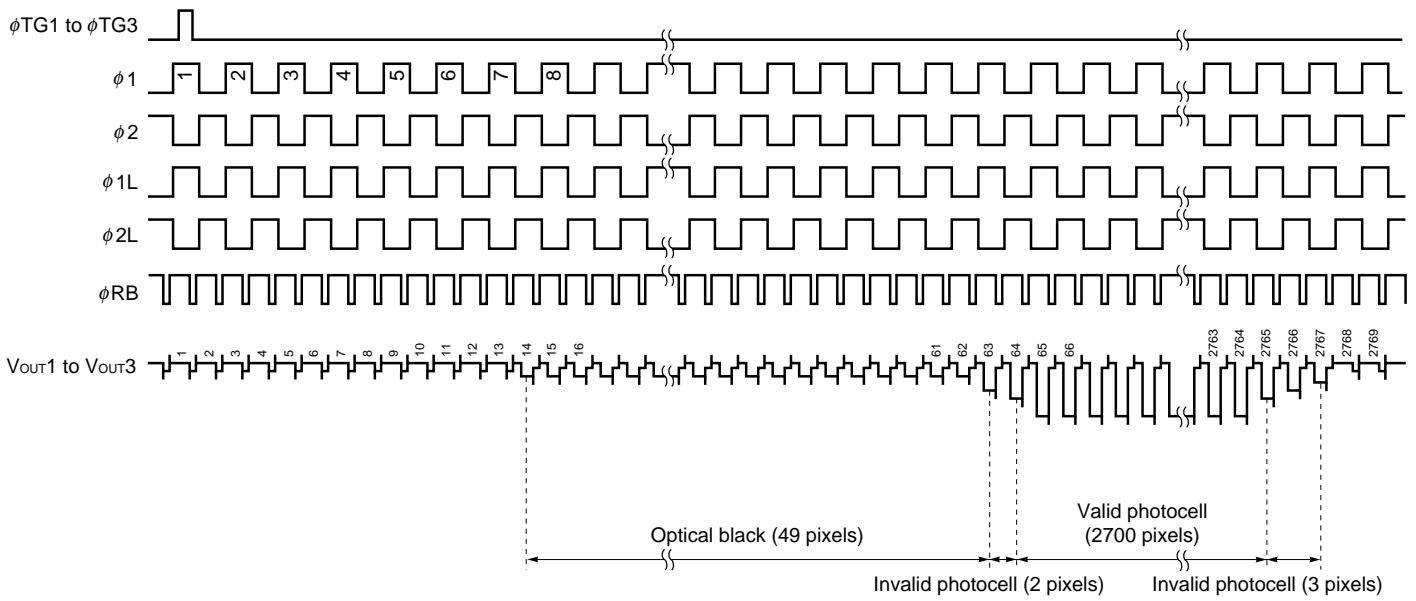 ϕTG1 to ϕTG3
ϕ1
1 2 3 4 5 6 7 8
ϕ2
ϕ1L
ϕ2L
ϕRB
VOUT1 to VOUT3
1 2 3 4 5 6 7 8 9 10 11 12 13 14 15 16 61 62 63 64 65 66 2763 2764 2765 2766 2767 2768 2769
Optical black (49 pixels)
Valid photocell
(2700 pixels)
Invalid photocell (2 pixels)
Invalid photocell (3 pixels)